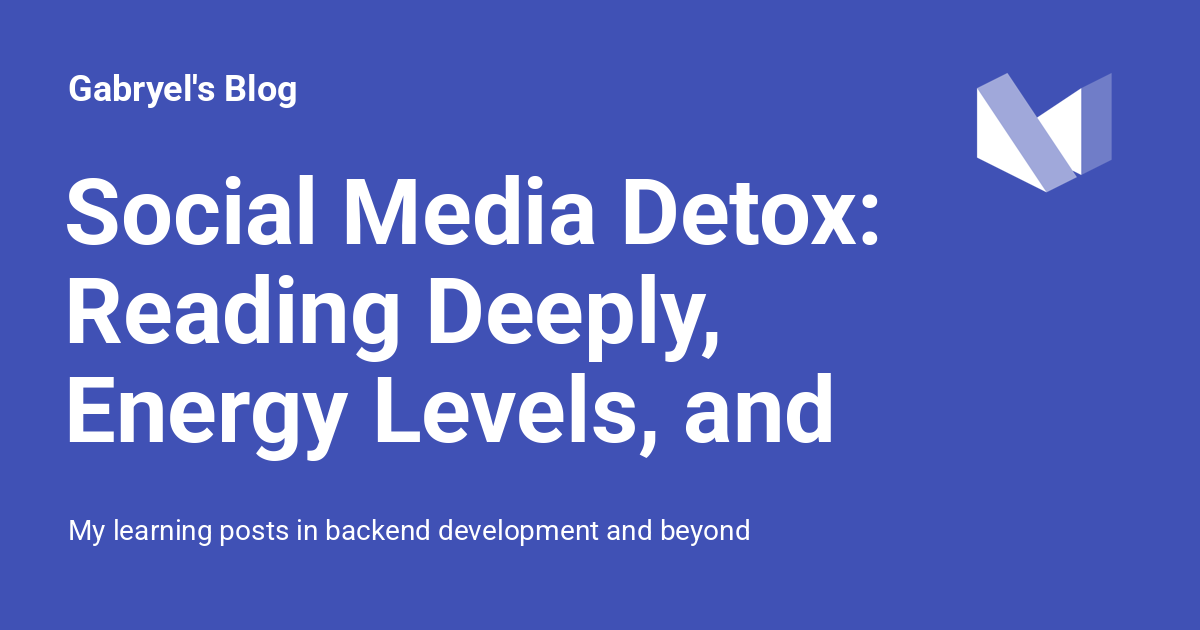 Gabryel's Blog
Social Media Detox:
Reading Deeply,
Energy Levels, and
My learning posts in backend development and beyond